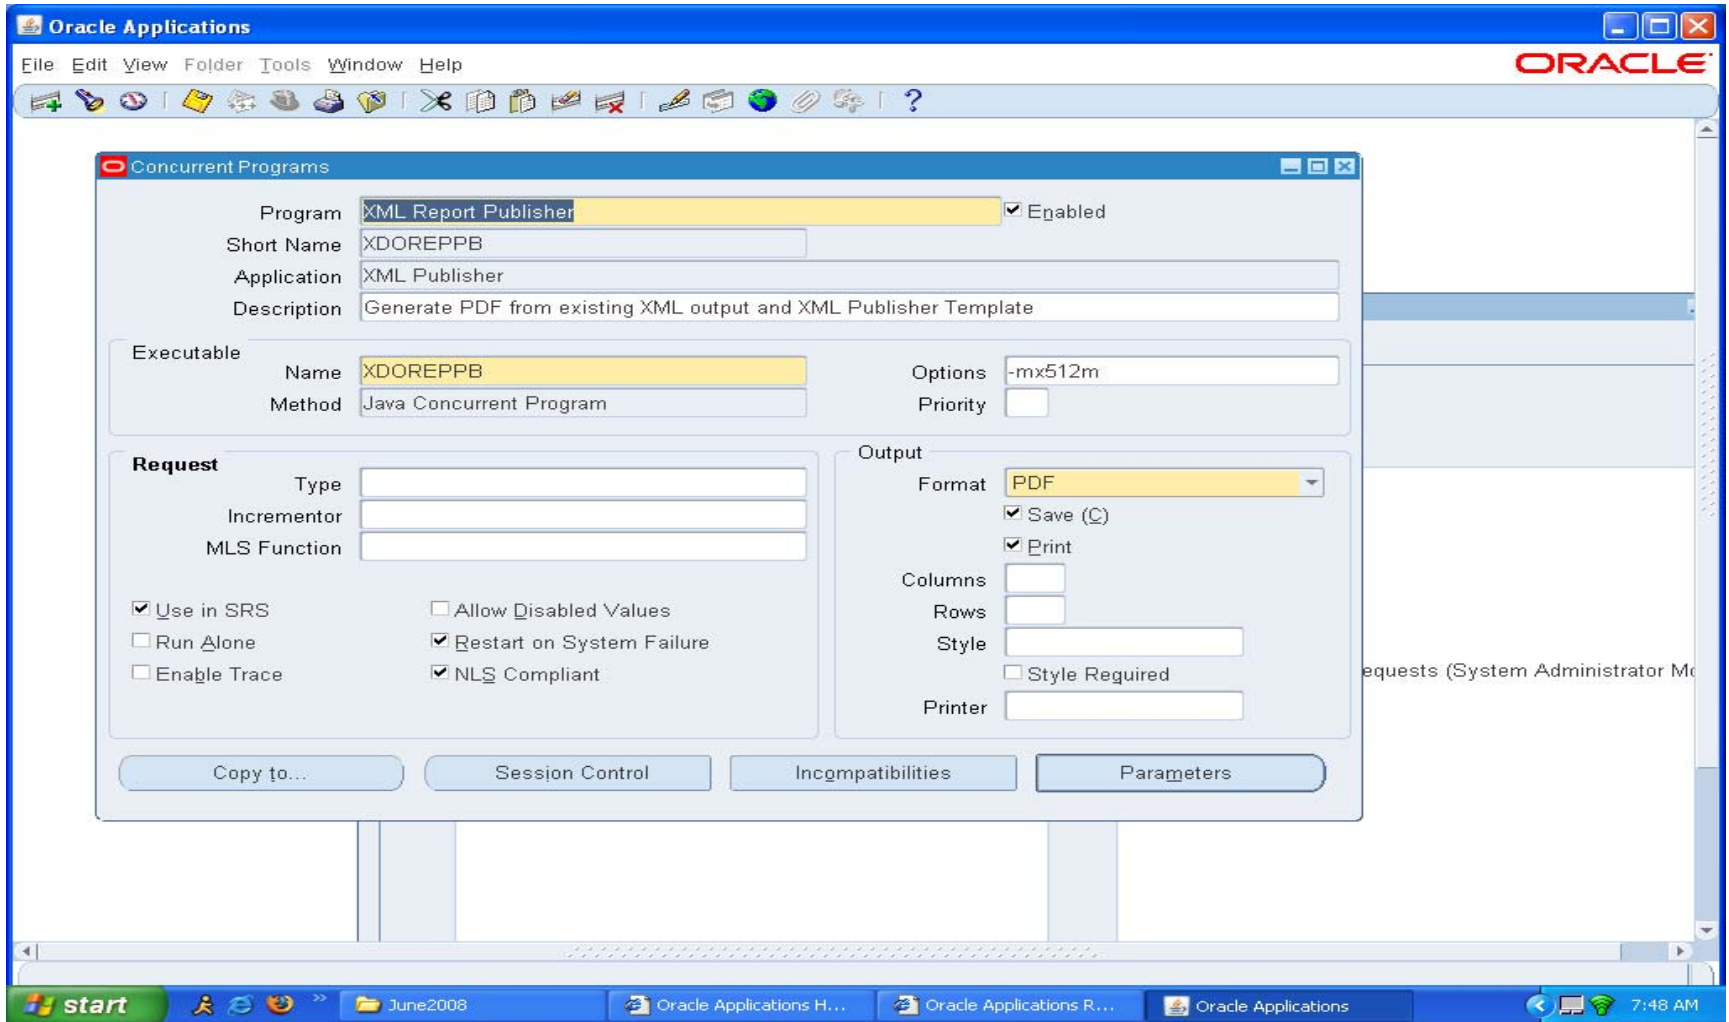 Oracle Applications
File Edit View Folder Tools Window Help
ORACLE
Concurrent Programs
Program XML Report Publisher Enabled
Short Name XDOREPPB
Application XML Publisher
Description Generate PDF from existing XML output and XML Publisher Template
Executable
Name XDOREPPB Options -mx512m
Method Java Concurrent Program Priority
Request Output
Type Format PDF
Incrementor Save (C)
MLS Function Print
Columns
Use in SRS Allow Disabled Values Rows
Run Alone Restart on System Failure Style
Enable Trace NLS Compliant Style Required
equests (System Administrator Mo
Printer
Copy to... Session Control Incompatibilities Parameters
start » June2008 Oracle Applications H... Oracle Applications R... Oracle Applications 7:48 AM